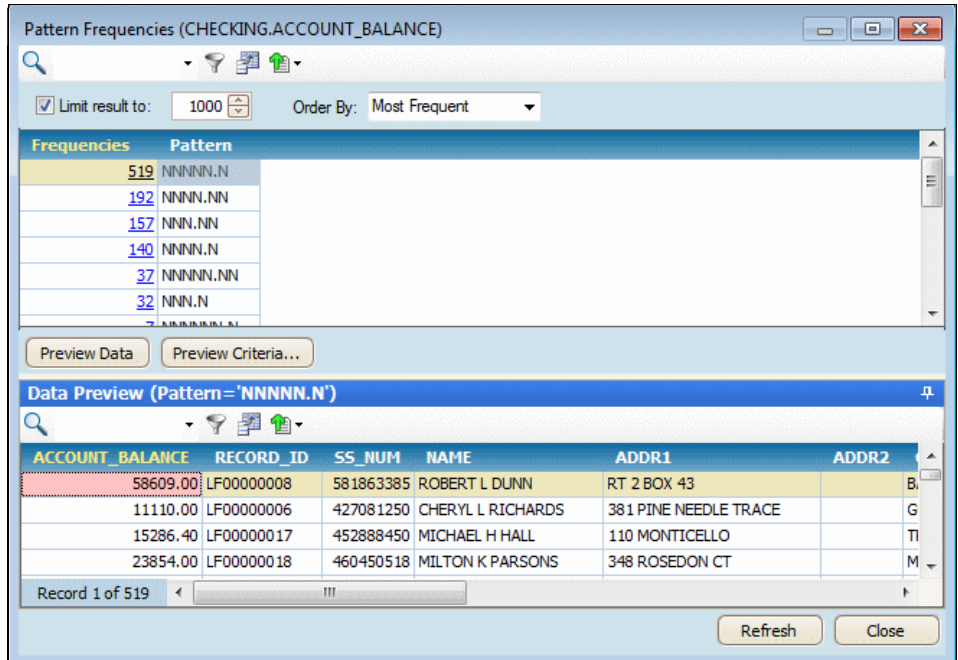 Pattern Frequencies (CHECKING.ACCOUNT_BALANCE)
Limit result to: 1000 Order By: Most Frequent
Frequencies Pattern
519 NNNNN.N
192 NNNN.NN
157 NNN.NN
140 NNNN.N
37 NNNNN.NN
32 NNN.N
7 NNNNNN.N
Preview Data Preview Criteria...
Data Preview (Pattern='NNNNN.N')
ACCOUNT_BALANCE RECORD_ID SS_NUM NAME ADDR1 ADDR2
58609.00 LF00000008 581863385 ROBERT L DUNN RT 2 BOX 43 B
11110.00 LF00000006 427081250 CHERYL L RICHARDS 381 PINE NEEDLE TRACE G
15286.40 LF00000017 452888450 MICHAEL H HALL 110 MONTICELLO
23854.00 LF00000018 460450518 MILTON K PARSONS 348 ROSEDON CT M
Record 1 of 519
Refresh Close